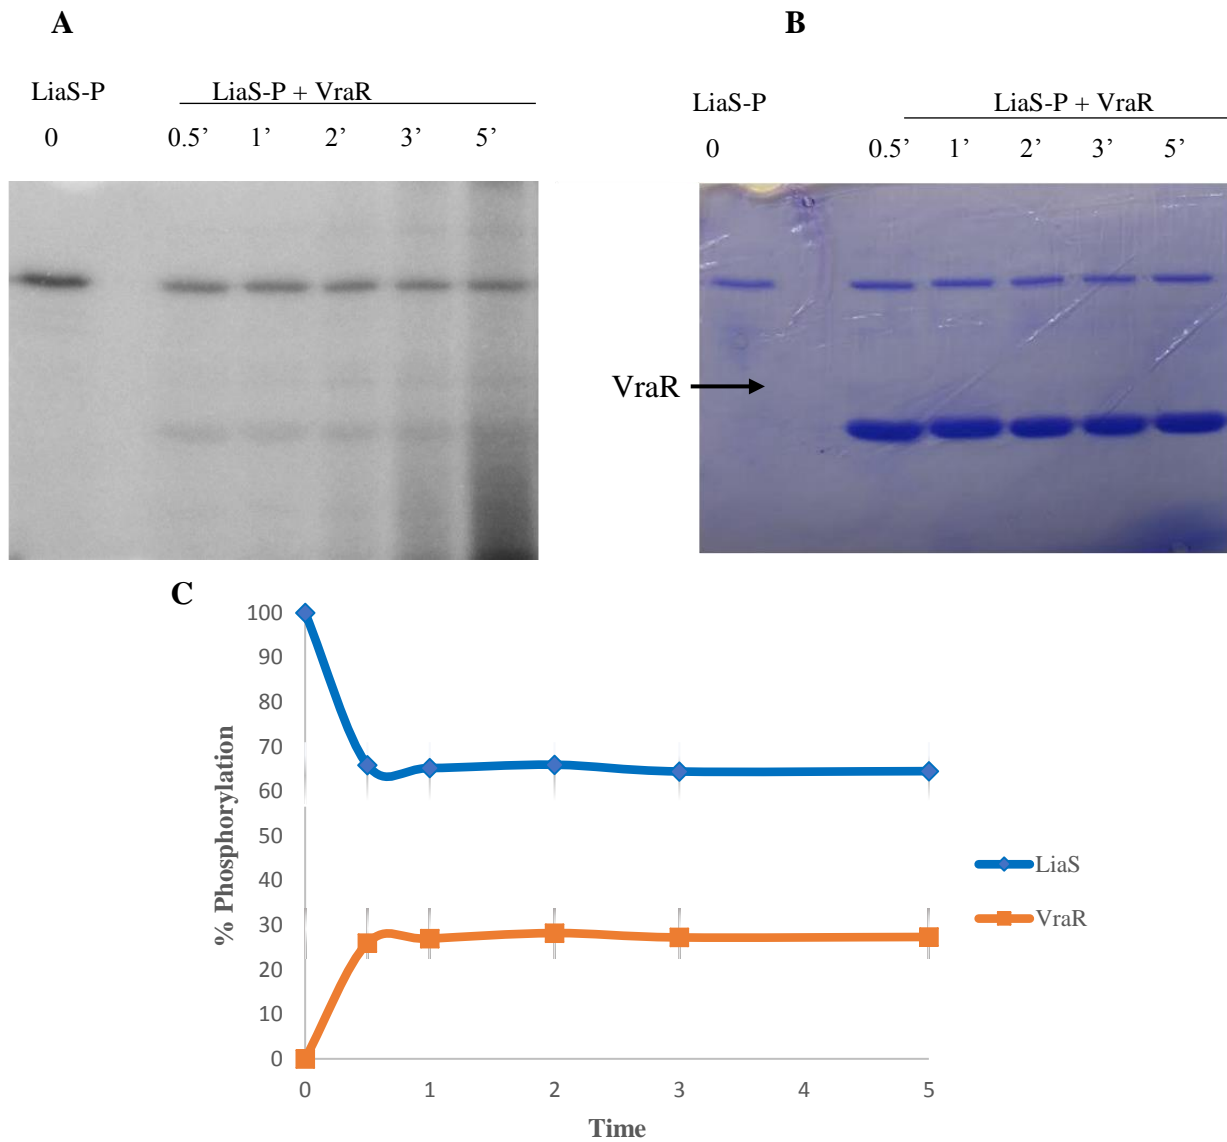 A
LiaS-P
LiaS-P + VraR
0
0.5’
1’
2’
3’
5’
B
LiaS-P
LiaS-P + VraR
0
0.5’
1’
2’
3’
5’
VraR
C
100
90
80
70
60
50
40
30
20
10
0
% Phosphorylation
0
1
2
3
4
5
Time
LiaS
VraR